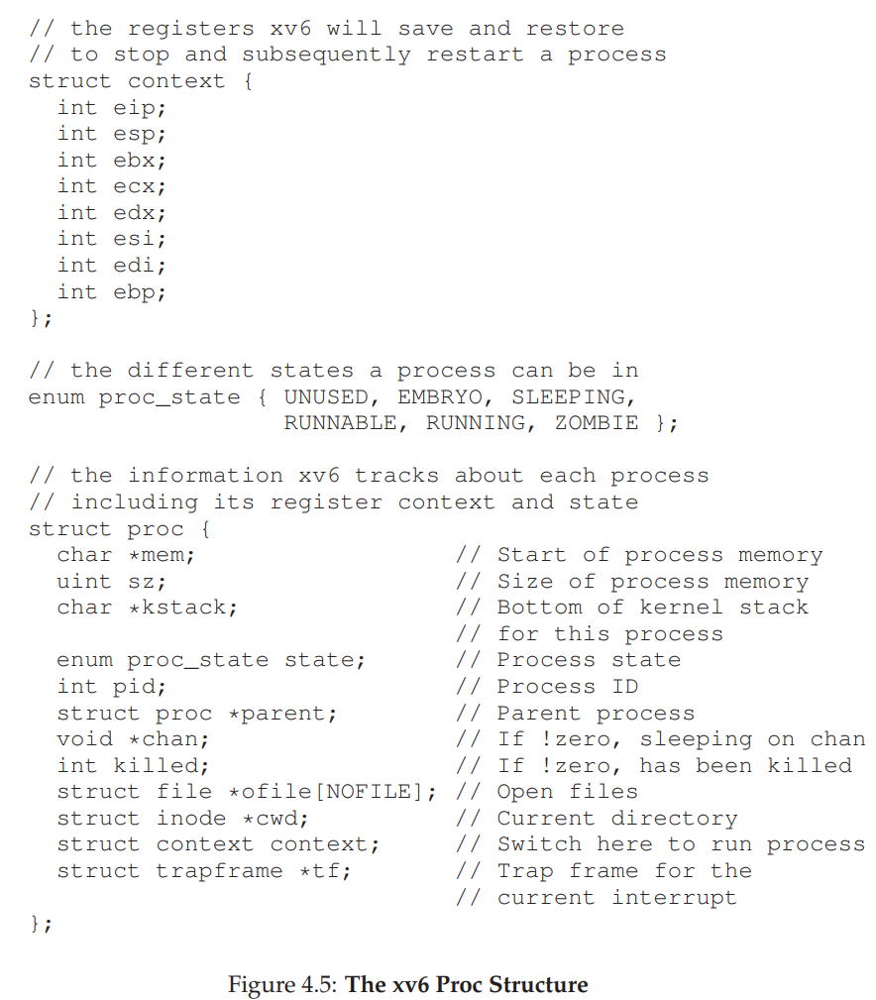 // the registers xv6 will save and restore
// to stop and subsequently restart a process
struct context {
  int eip;
  int esp;
  int ebx;
  int ecx;
  int edx;
  int esi;
  int edi;
  int ebp;
};
// the different states a process can be in
enum proc_state { UNUSED, EMBRYO, SLEEPING,
                  RUNNABLE, RUNNING, ZOMBIE };
// the information xv6 tracks about each process
// including its register context and state
struct proc {
  char *mem;                  // Start of process memory
  uint sz;                    // Size of process memory
  char *kstack;               // Bottom of kernel stack
                              // for this process
  enum proc_state state;      // Process state
  int pid;                    // Process ID
  struct proc *parent;        // Parent process
  void *chan;                 // If !zero, sleeping on chan
  int killed;                 // If !zero, has been killed
  struct file *ofile[NOFILE]; // Open files
  struct inode *cwd;          // Current directory
  struct context context;     // Switch here to run process
  struct trapframe *tf;       // Trap frame for the
                              // current interrupt
};
Figure 4.5: The xv6 Proc Structure